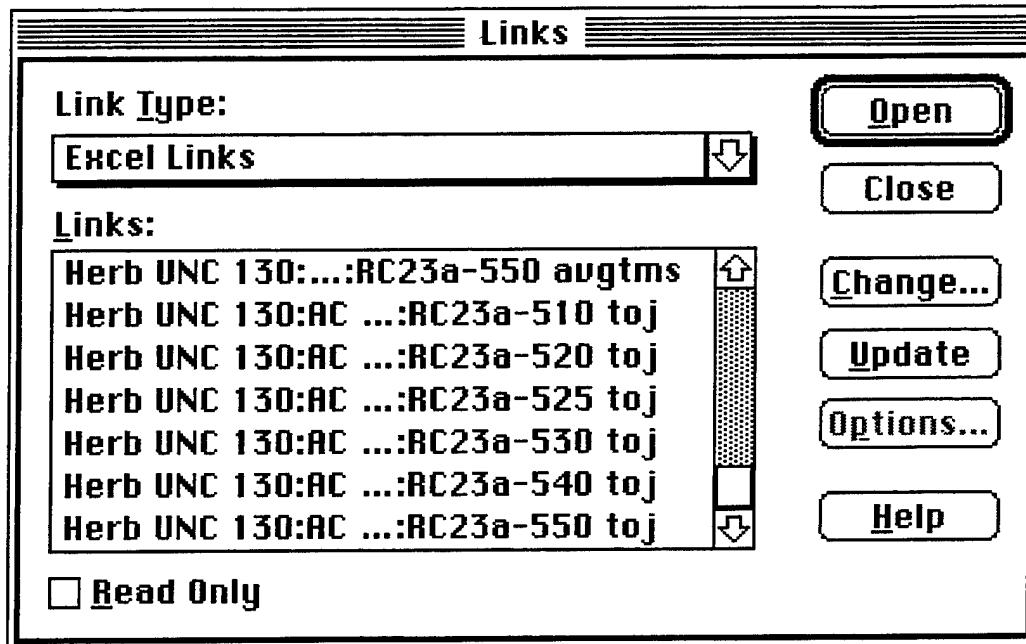 Links
Link Type:
Excel Links
Links:
Herb UNC 130:...:RC23a-550 avgtms
Herb UNC 130:AC ...:RC23a-510 toj
Herb UNC 130:AC ...:RC23a-520 toj
Herb UNC 130:AC ...:RC23a-525 toj
Herb UNC 130:AC ...:RC23a-530 toj
Herb UNC 130:AC ...:RC23a-540 toj
Herb UNC 130:AC ...:RC23a-550 toj
Read Only
Open
Close
Change...
Update
Options...
Help